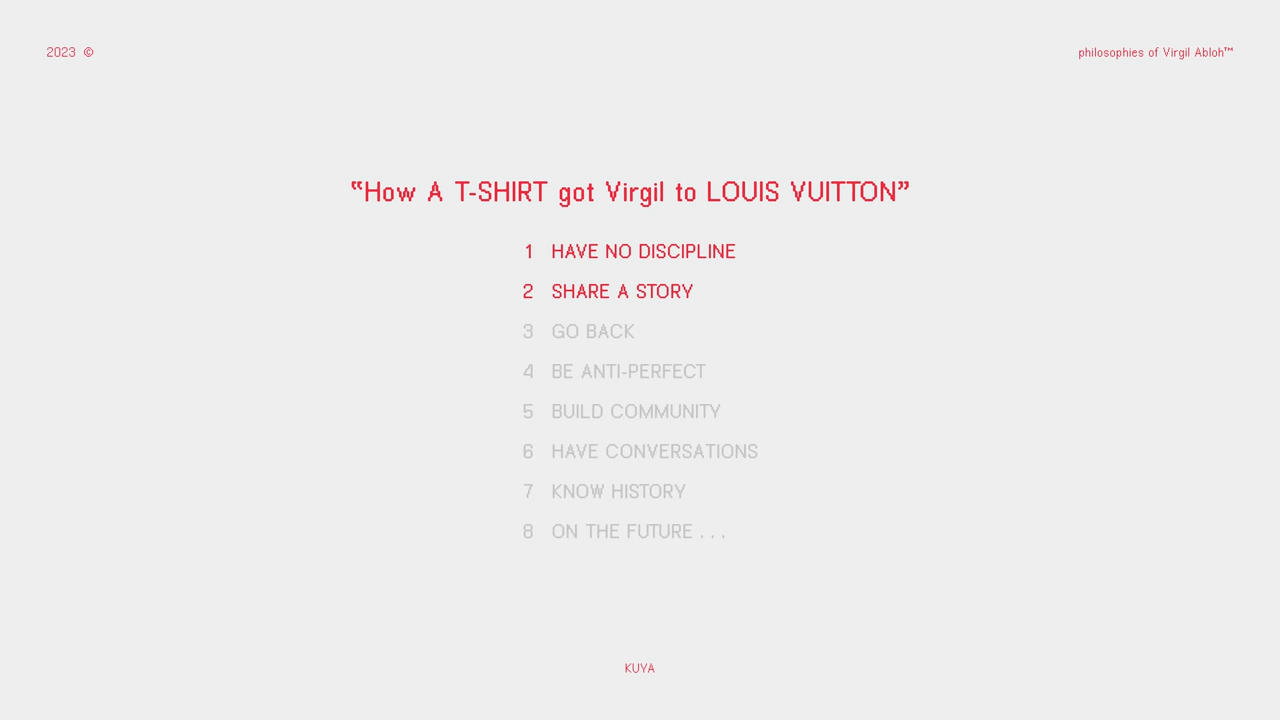 2023 ©
philosophies of Virgil Abloh™
“How A T-SHIRT got Virgil to LOUIS VUITTON”
1 HAVE NO DISCIPLINE
2 SHARE A STORY
3 GO BACK
4 BE ANTI-PERFECT
5 BUILD COMMUNITY
6 HAVE CONVERSATIONS
7 KNOW HISTORY
8 ON THE FUTURE . . .
KUYA